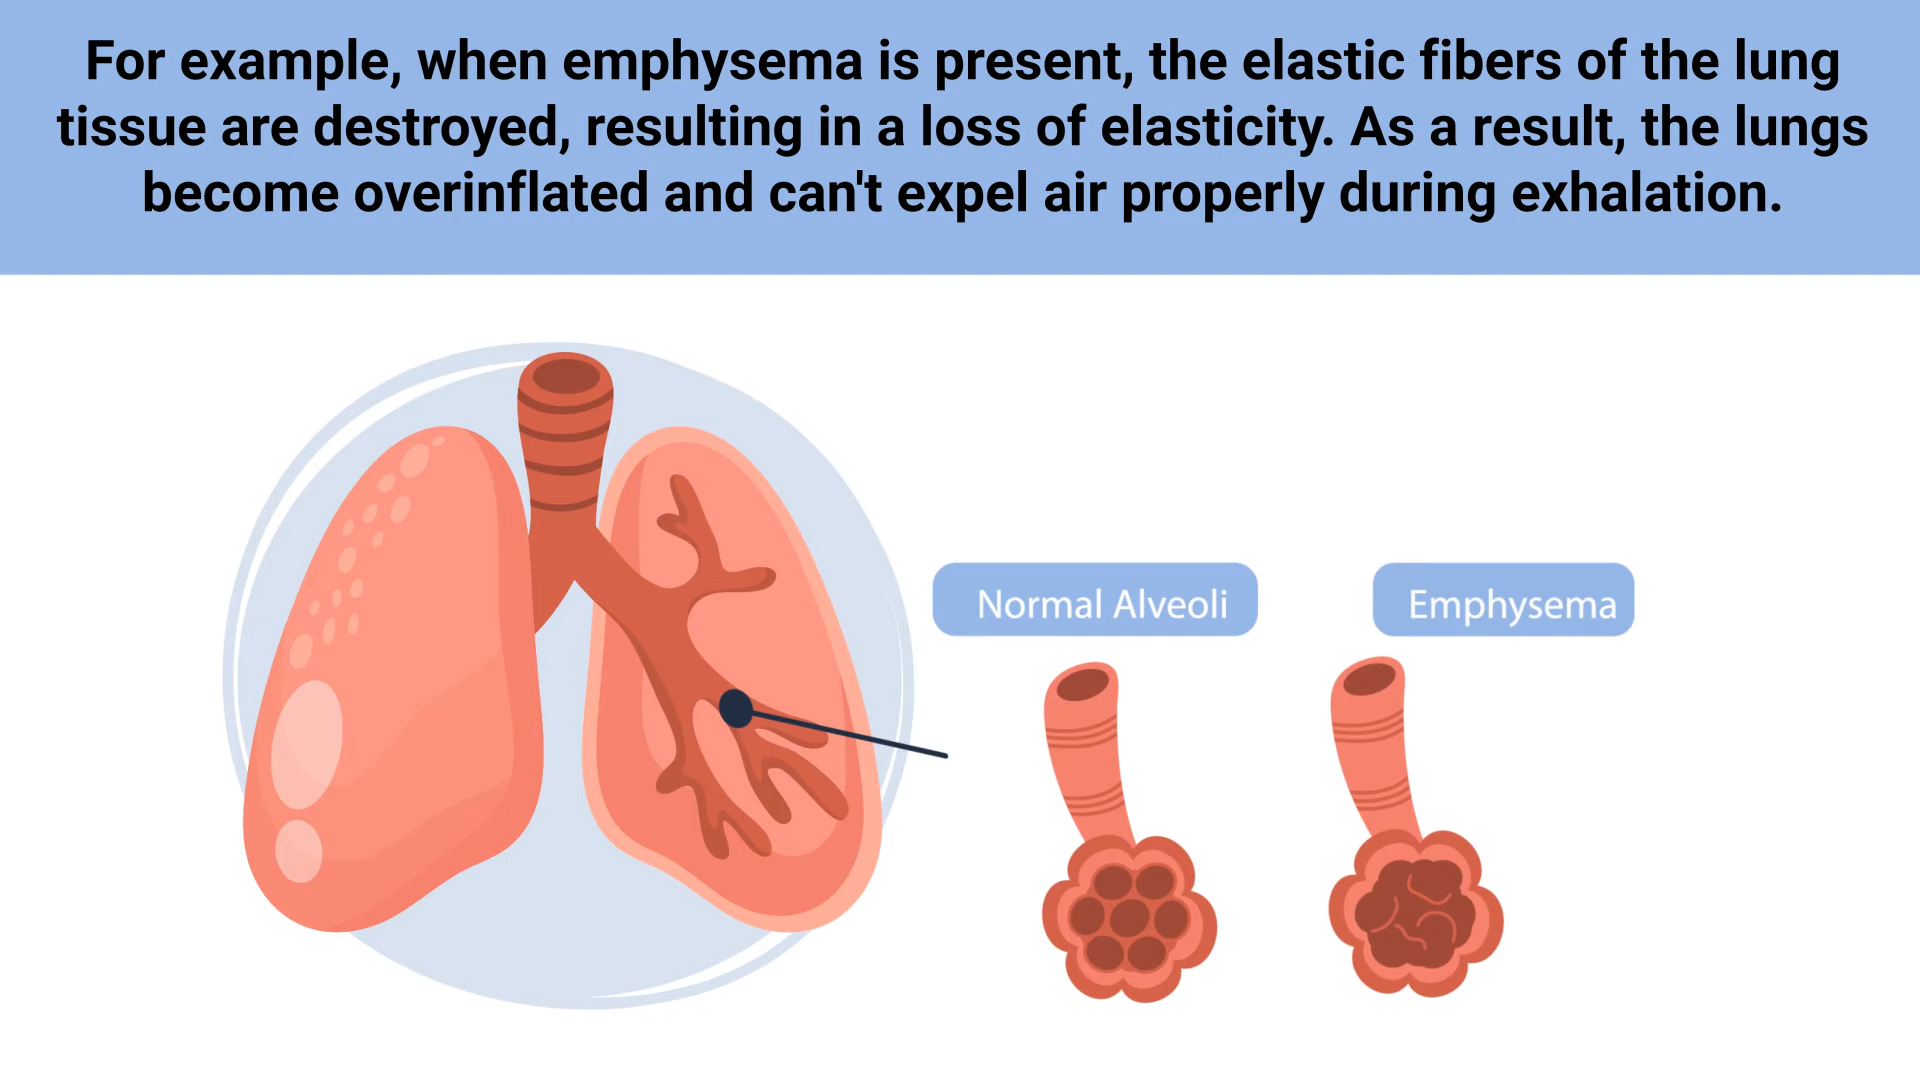 For example, when emphysema is present, the elastic fibers of the lung
tissue are destroyed, resulting in a loss of elasticity. As a result, the lungs
become overinflated and can't expel air properly during exhalation.
Normal Alveoli
Emphysema